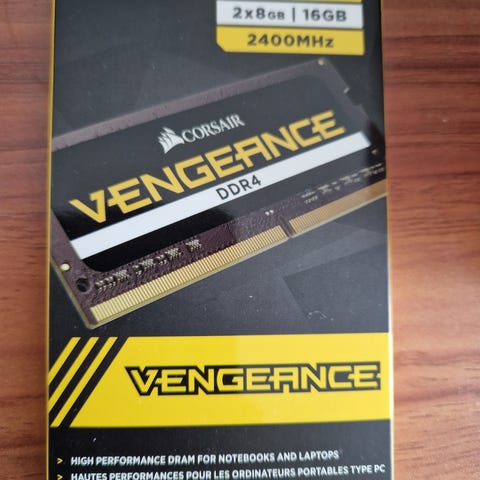 2x8GB | 16GB
2400MHz
CORSAIR
VENGEANCE
DDR4
VENGEANCE
> HIGH PERFORMANCE DRAM FOR NOTEBOOKS AND LAPTOPS
> HAUTES PERFORMANCES POUR LES ORDINATEURS PORTABLES TYPE PC